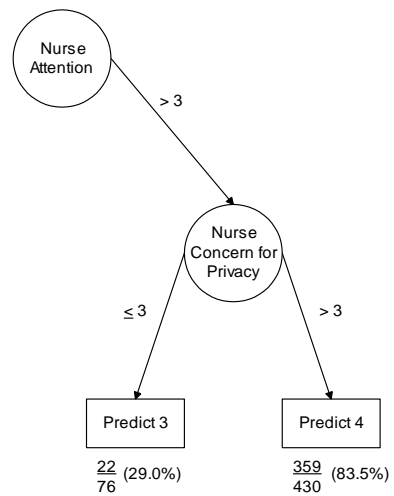 Nurse
Attention
> 3
Nurse
Concern for
Privacy
≤ 3
> 3
Predict 3
Predict 4
22
76
(29.0%)
359
430
(83.5%)